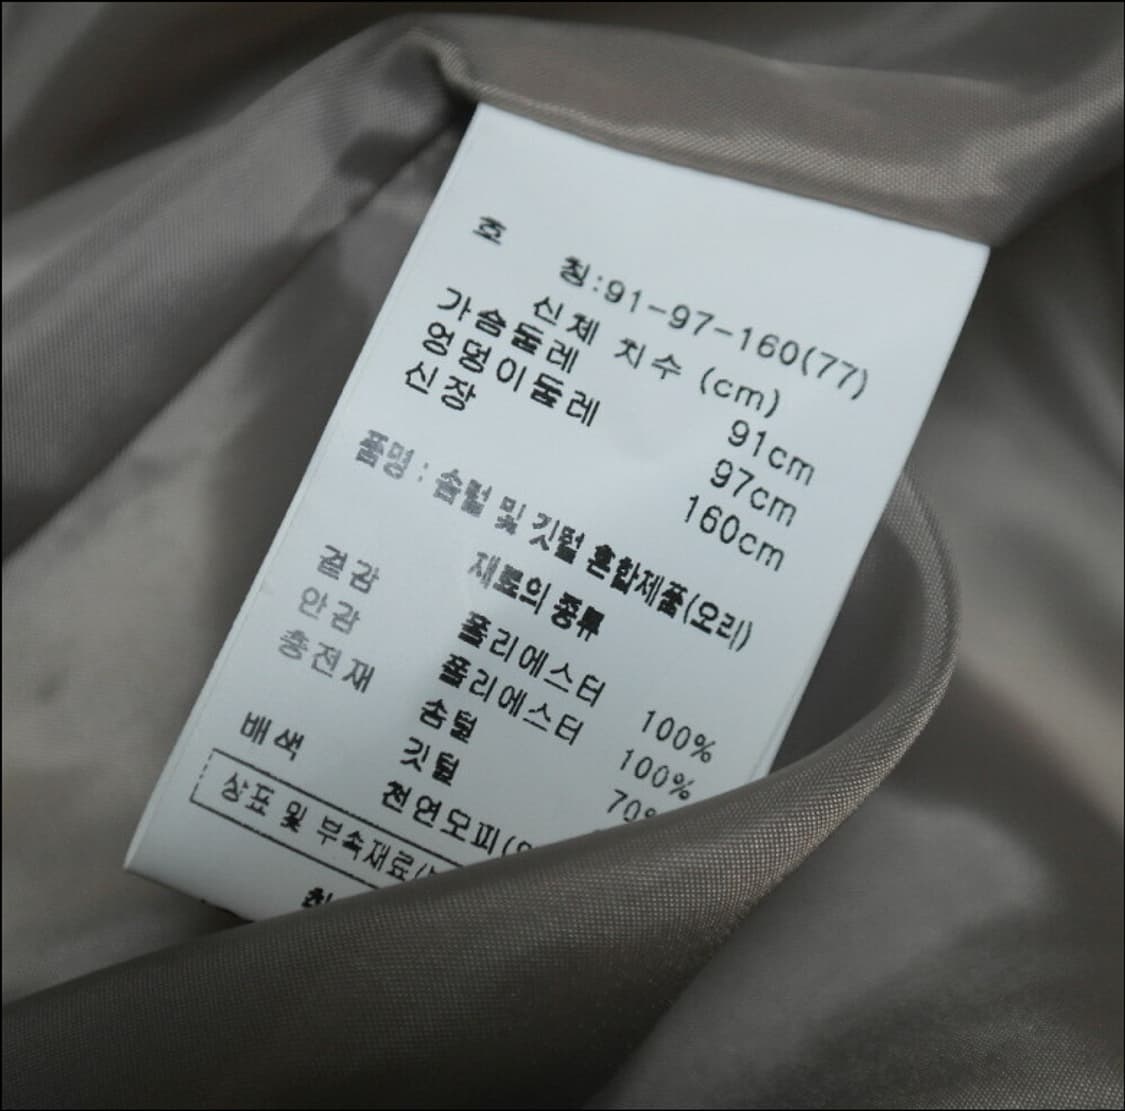 호 칭:91-97-160(77)
신체 치수 (cm)
가슴둘레 91cm
엉덩이둘레 97cm
신장 160cm
품명 : 솜털 및 깃털 혼합제품(오리)
재료의 종류
겉감 폴리에스터 100%
안감 폴리에스터 100%
충전재 솜털 70%
깃털
배색 천연모피(
상표 및 부속재료(